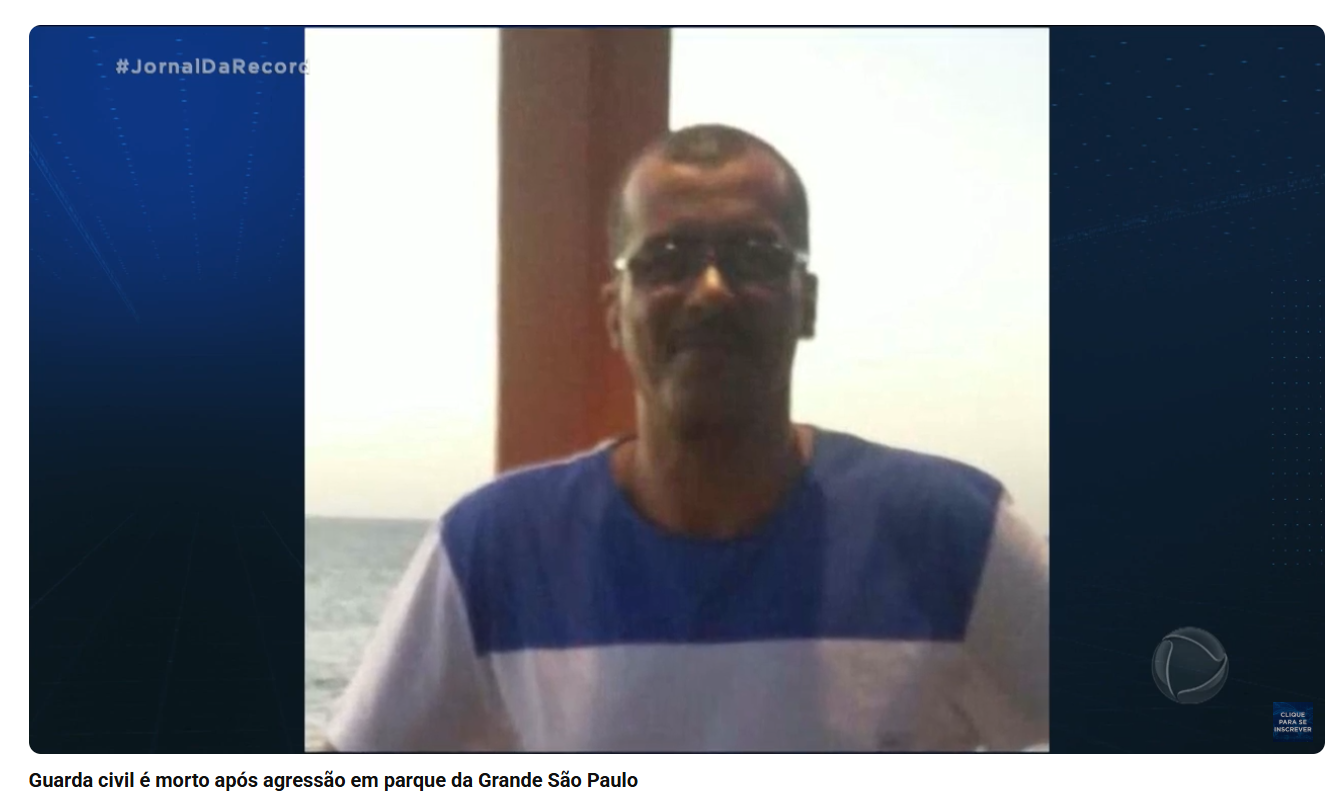 #JornalDaRecord
CLIQUE
PARA SE
INSCREVER
Guarda civil é morto após agressão em parque da Grande São Paulo